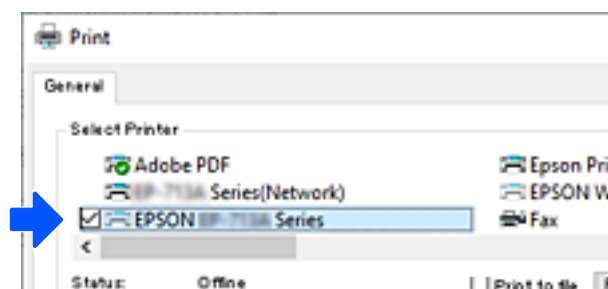 Print
General
Select Printer
Adobe PDF
Series(Network)
EPSON Series
Epson Pri
EPSON W
Fax
Status: Offline
Print to file